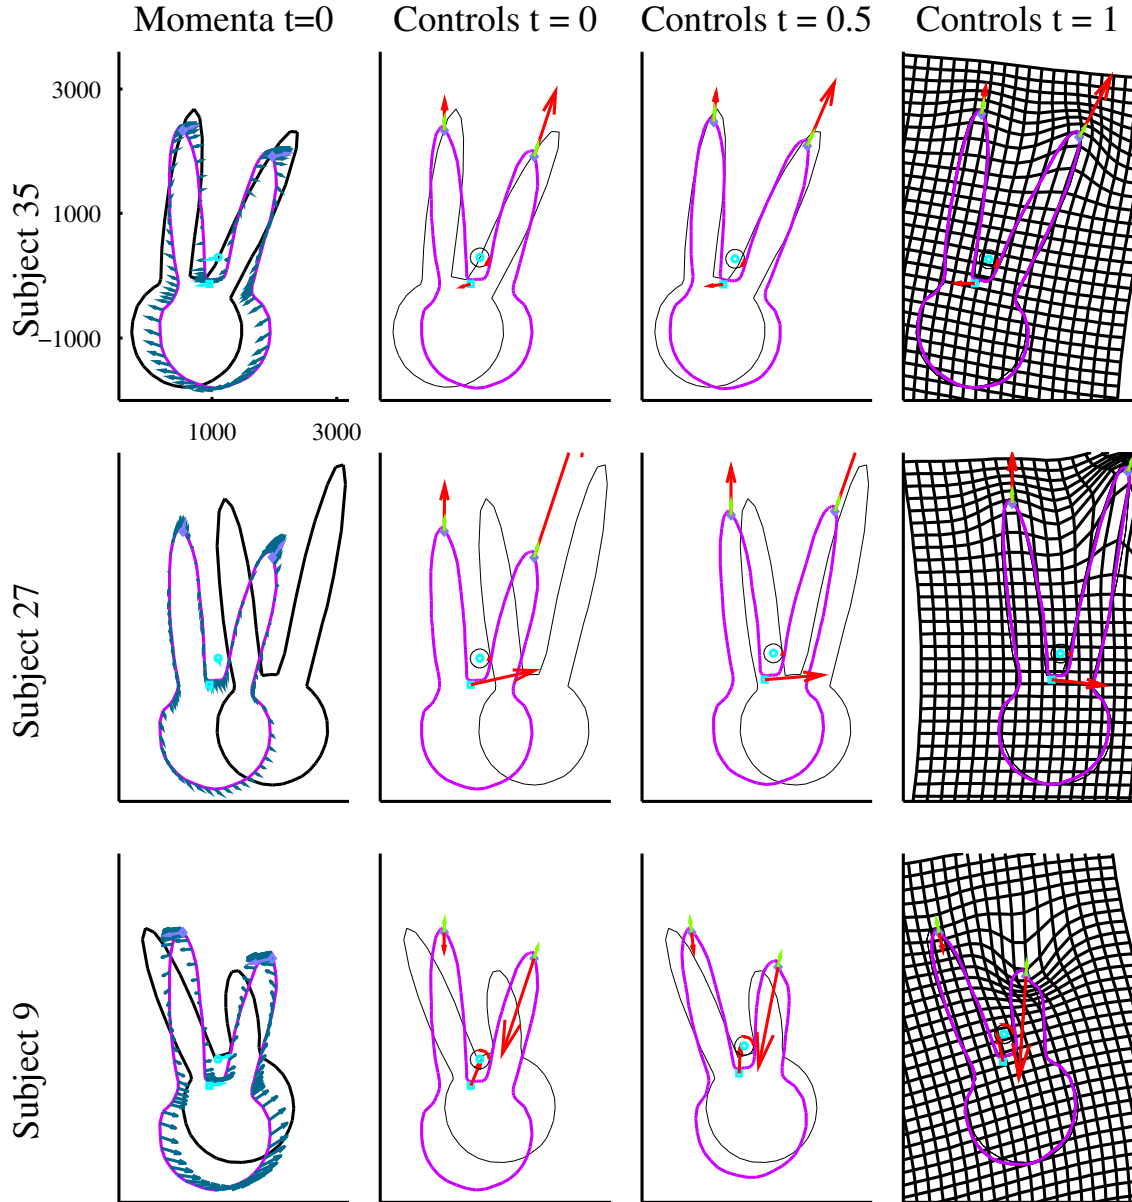 Momenta t=0
Controls t = 0
Controls t = 0.5
Controls t = 1
Subject 35
3000
1000
−1000
1000
3000
Subject 27
Subject 9